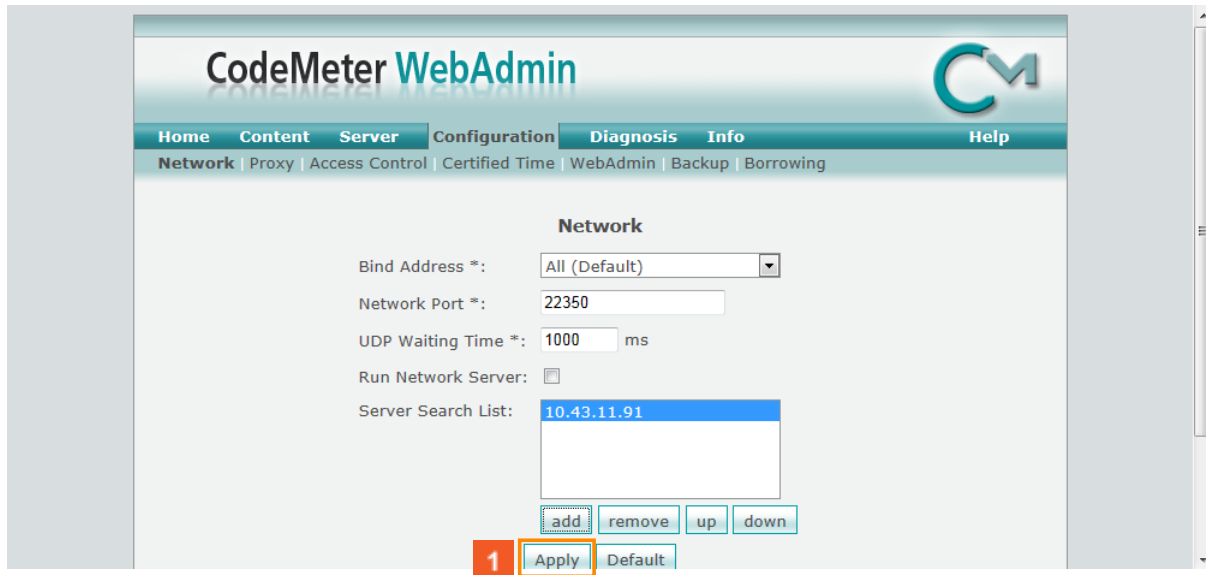 CodeMeter WebAdmin
CM
Home Content Server Configuration Diagnosis Info Help
Network | Proxy | Access Control | Certified Time | WebAdmin | Backup | Borrowing
Network
Bind Address *: All (Default)
Network Port *: 22350
UDP Waiting Time *: 1000 ms
Run Network Server:
Server Search List: 10.43.11.91
add remove up down
1 Apply Default